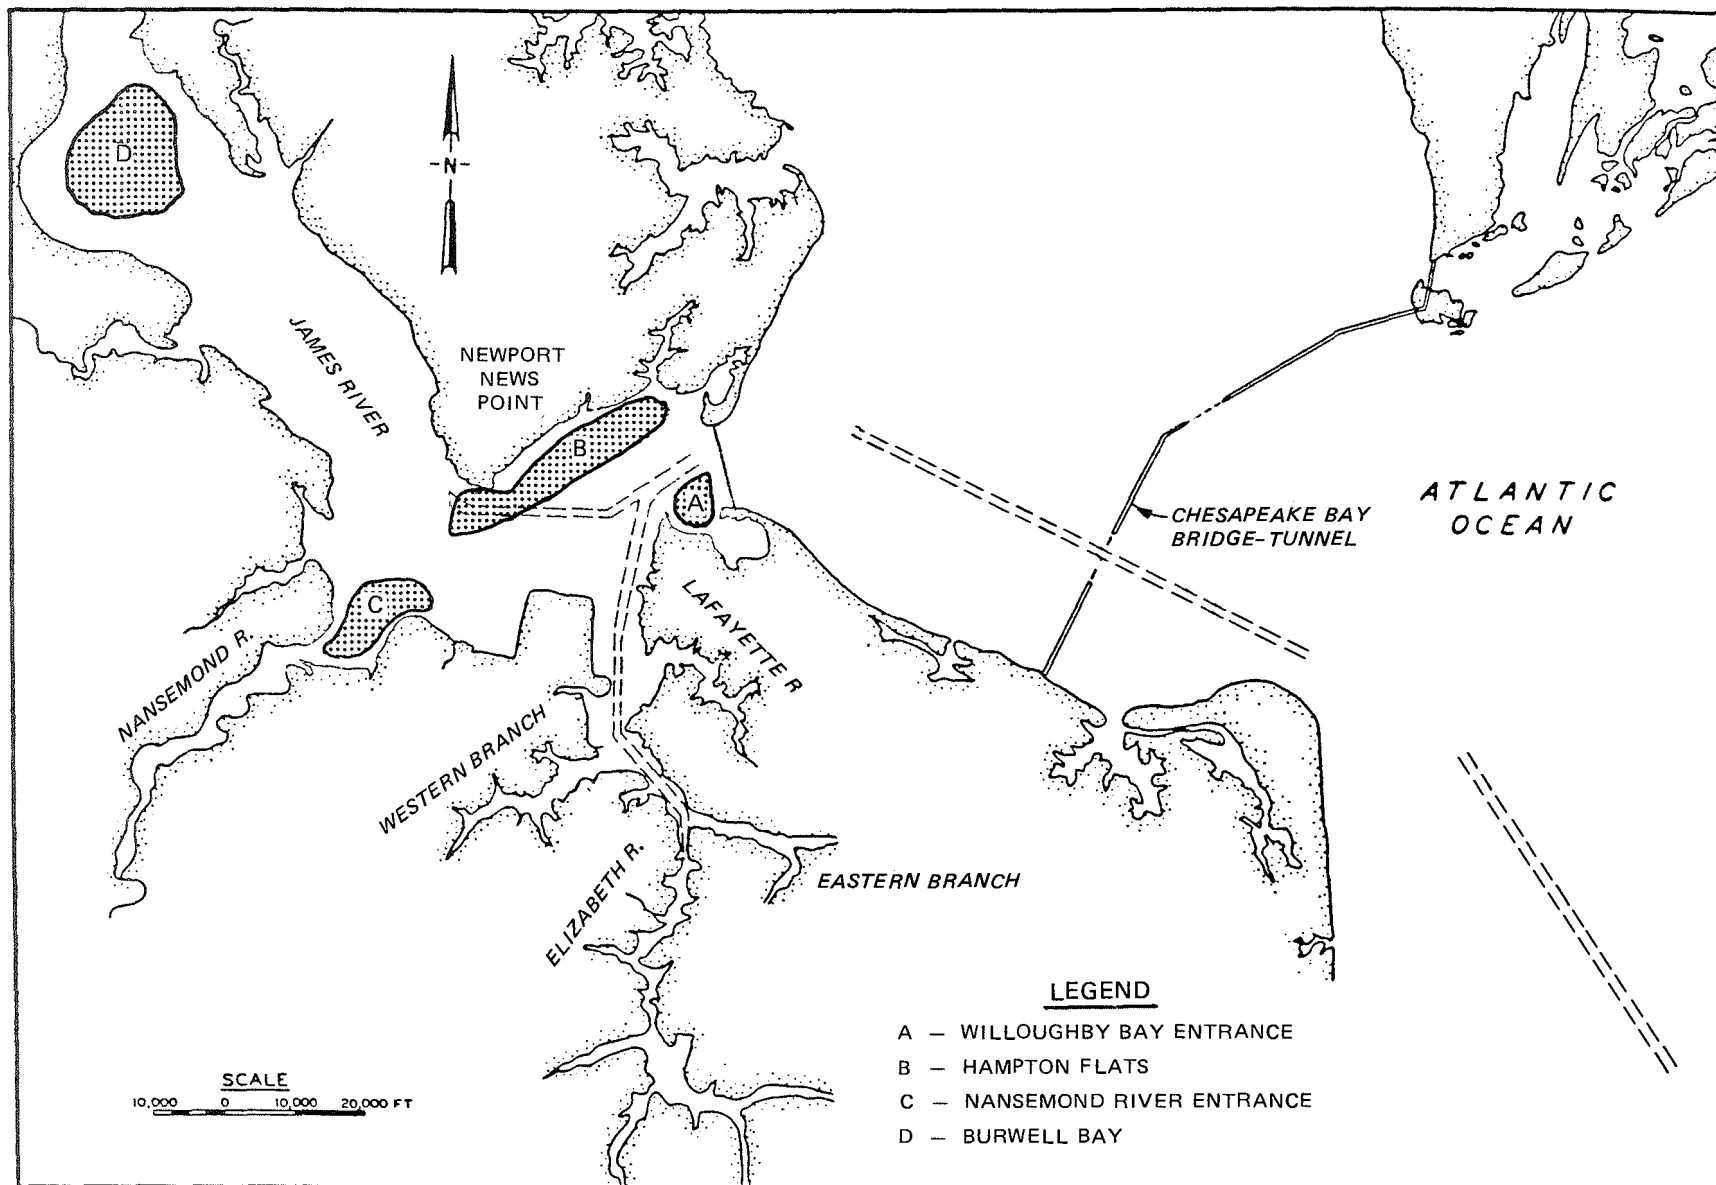 D
-N-
JAMES RIVER
NEWPORT
NEWS
POINT
B
A
ATLANTIC
OCEAN
CHESAPEAKE BAY
BRIDGE-TUNNEL
C
LAFAYETTE R
NANSEMOND R.
WESTERN BRANCH
ELIZABETH R.
EASTERN BRANCH
LEGEND
A – WILLOUGHBY BAY ENTRANCE
B – HAMPTON FLATS
C – NANSEMOND RIVER ENTRANCE
D – BURWELL BAY
SCALE
10,000 0 10,000 20,000 FT